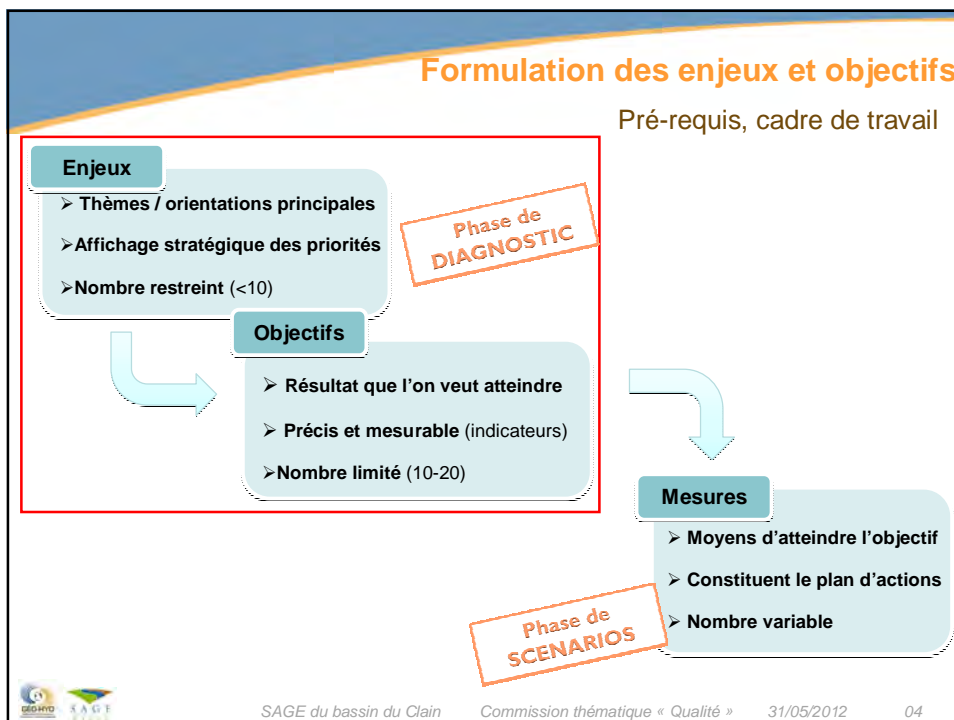 Formulation des enjeux et objectifs
Pré-requis, cadre de travail
Enjeux
➢ Thèmes / orientations principales
➢Affichage stratégique des priorités
➢Nombre restreint (<10)
Phase de
DIAGNOSTIC
Objectifs
➢ Résultat que l'on veut atteindre
➢ Précis et mesurable (indicateurs)
➢Nombre limité (10-20)
Mesures
➢ Moyens d'atteindre l'objectif
➢ Constituent le plan d'actions
➢ Nombre variable
Phase de
SCENARIOS
GÉO-HYD
SAGE
SAGE du bassin du Clain Commission thématique « Qualité » 31/05/2012 04